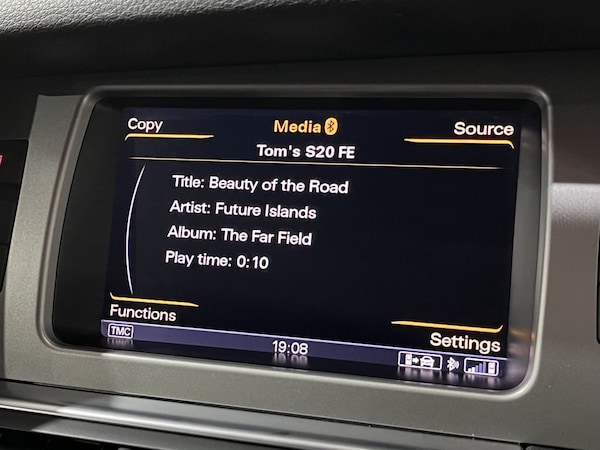 Copy
Media
Source
Tom's S20 FE
Title: Beauty of the Road
Artist: Future Islands
Album: The Far Field
Play time: 0:10
Functions
Settings
TMC
19:08